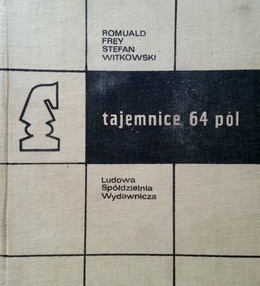 ROMUALD
FREY
STEFAN
WITKOWSKI
tajemnice 64 pól
Ludowa
Spółdzielnia
Wydawnicza